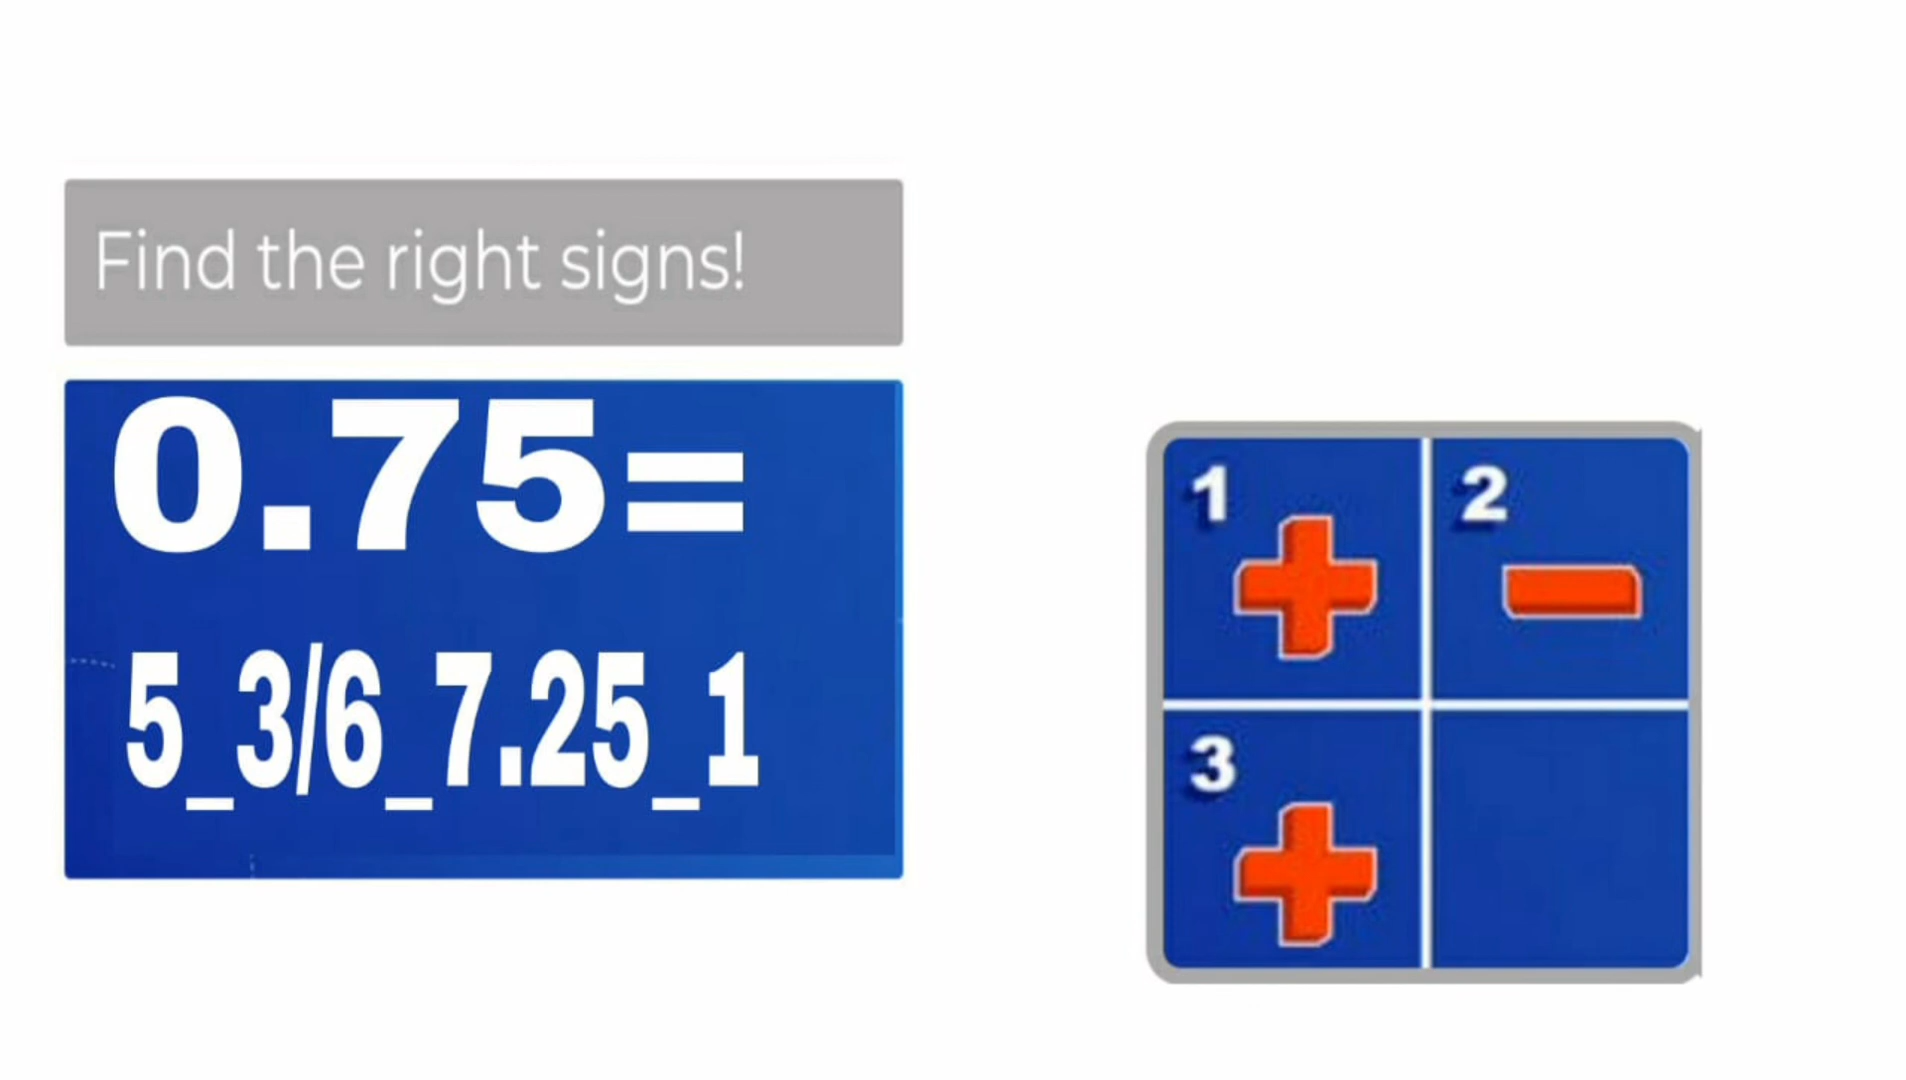 Find the right signs!
0.75=
5_3/6_7.25_1
1 + 2 -
3 +